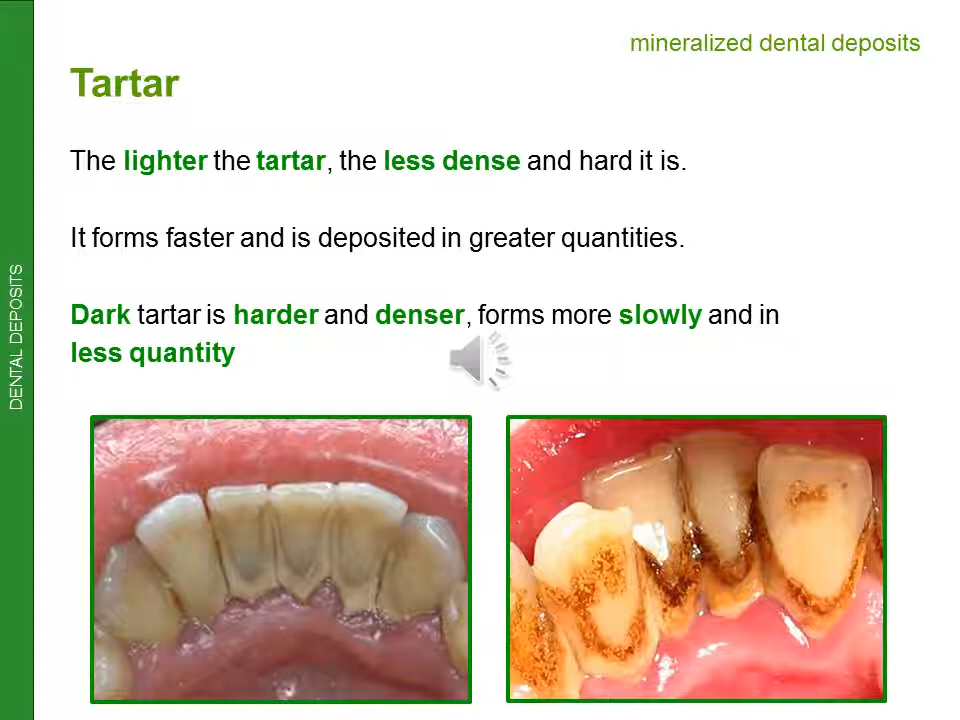 mineralized dental deposits
Tartar
The lighter the tartar, the less dense and hard it is.
It forms faster and is deposited in greater quantities.
Dark tartar is harder and denser, forms more slowly and in
less quantity
DENTAL DEPOSITS